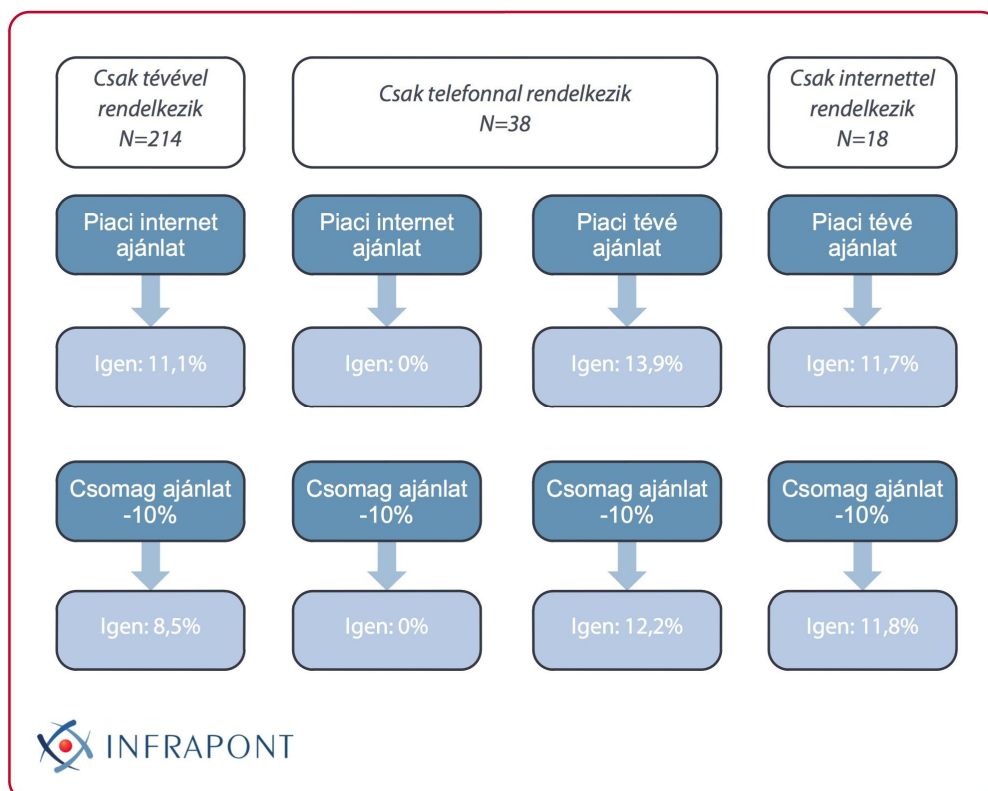 Csak tévével
rendelkezik
N=214
Csak telefonnal rendelkezik
N=38
Csak internettel
rendelkezik
N=18
Piaci internet
ajánlat
Piaci internet
ajánlat
Piaci tévé
ajánlat
Piaci tévé
ajánlat
Igen: 11,1%
Igen: 0%
Igen: 13,9%
Igen: 11,7%
Csomag ajánlat
-10%
Csomag ajánlat
-10%
Csomag ajánlat
-10%
Csomag ajánlat
-10%
Igen: 8,5%
Igen: 0%
Igen: 12,2%
Igen: 11,8%
INFRAPONT